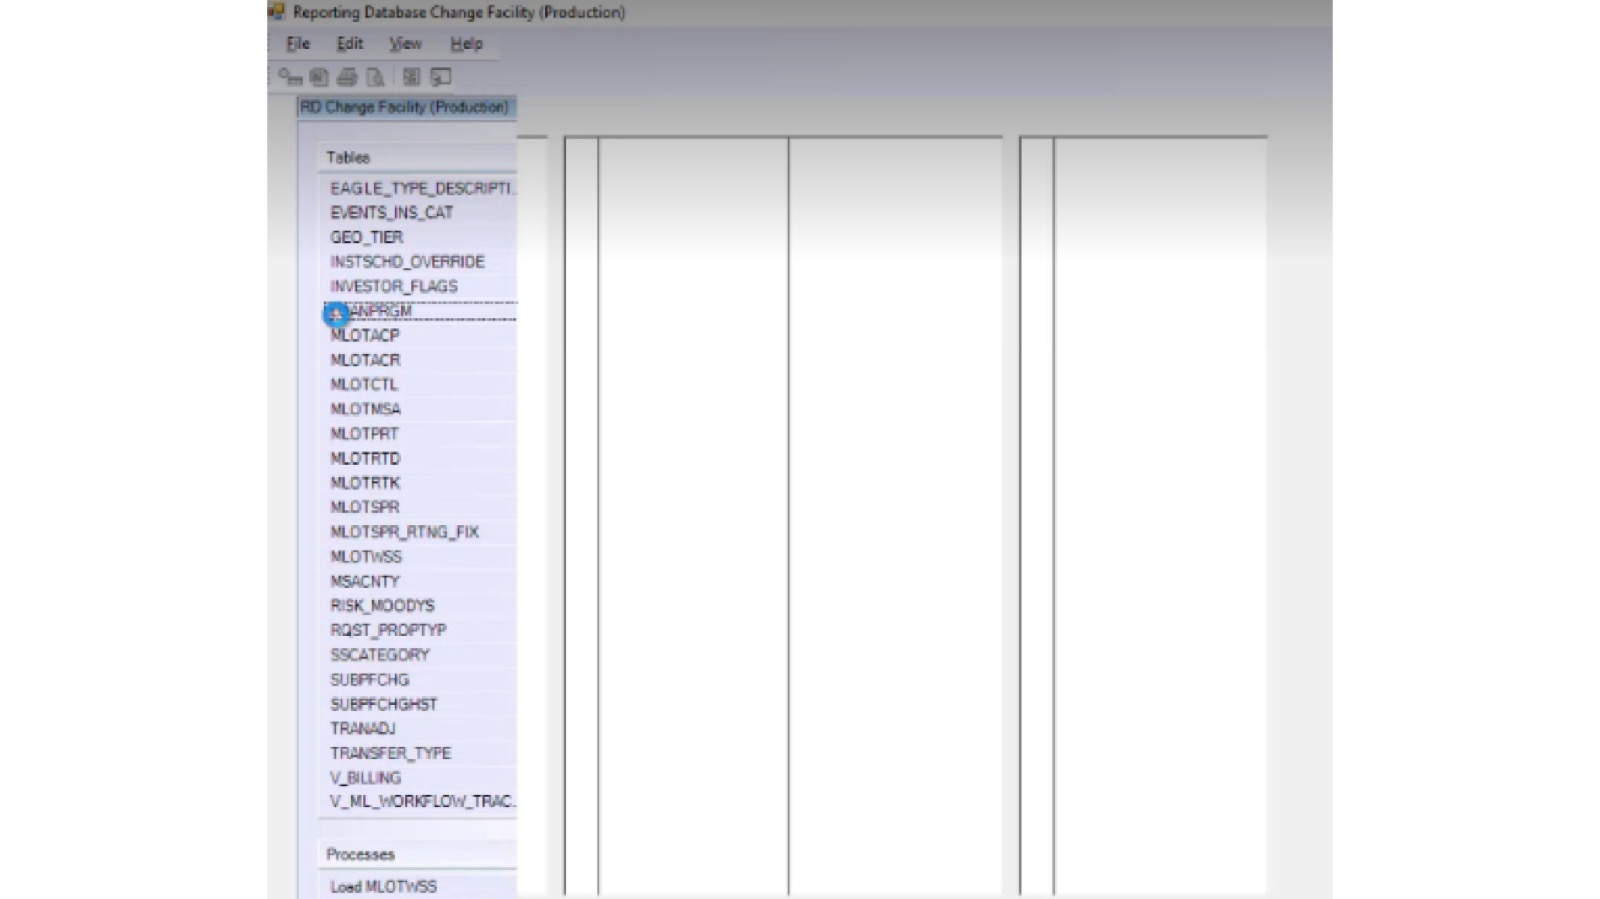 Reporting Database Change Facility (Production)
File Edit View Help
RD Change Facility (Production)
Tables
EAGLE_TYPE_DESCRIPTI...
EVENTS_INS_CAT
GEO_TIER
INSTSCHD_OVERRIDE
INVESTOR_FLAGS
ANPRGM
MLOTACP
MLOTACR
MLOTCTL
MLOTMSA
MLOTPRT
MLOTRTD
MLOTRTK
MLOTSPR
MLOTSPR_RTNG_FIX
MLOTWSS
MSACNTY
RISK_MOODYS
RQST_PROPTYP
SSCATEGORY
SUBPFCHG
SUBPFCHGHST
TRANADJ
TRANSFER_TYPE
V_BILLING
V_ML_WORKFLOW_TRAC...
Processes
Load MLOTWSS